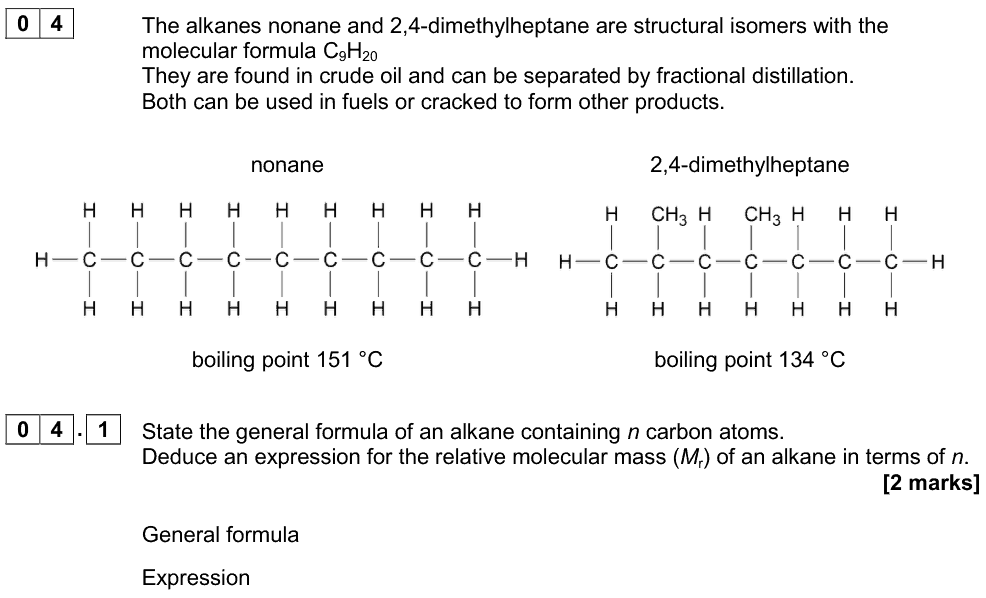 0 4 The alkanes nonane and 2,4-dimethylheptane are structural isomers with the
molecular formula C₉H₂₀
They are found in crude oil and can be separated by fractional distillation.
Both can be used in fuels or cracked to form other products.
nonane 2,4-dimethylheptane
H H H H H H H H H H CH₃ H CH₃ H H H
H—C—C—C—C—C—C—C—C—C—H H—C—C—C—C—C—C—C—H
H H H H H H H H H H H H H H H H
boiling point 151 °C boiling point 134 °C
0 4 . 1 State the general formula of an alkane containing n carbon atoms.
Deduce an expression for the relative molecular mass (Mᵣ) of an alkane in terms of n.
[2 marks]
General formula
Expression